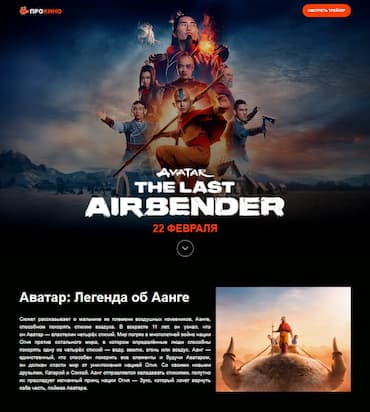 ПРОКИНО
СМОТРЕТЬ ТРЕЙЛЕР
AVATAR
THE LAST
AIRBENDER
22 ФЕВРАЛЯ
Аватар: Легенда об Аанге
Сюжет рассказывает о мальчике из племени воздушных кочевников, Аанге,
способном покорять стихию воздуха. В возрасте 11 лет, он узнал, что
он Аватар — властелин четырёх стихий. Мир погряз в многолетней войне нации
Огня против остального мира, в котором определённые люди способны
покорять одну из четырёх стихий — воду, землю, огонь или воздух. Аанг —
единственный, кто способен покорить все элементы и будучи Аватаром,
он должен спасти мир от уничтожения нацией Огня. Со своими новыми
друзьями, Катарой и Соккой, Аанг отправляется овладевать стихиями, попутно
их преследует изгнанный принц нации Огня — Зуко, который хочет вернуть
себе честь, поймав Аватара.